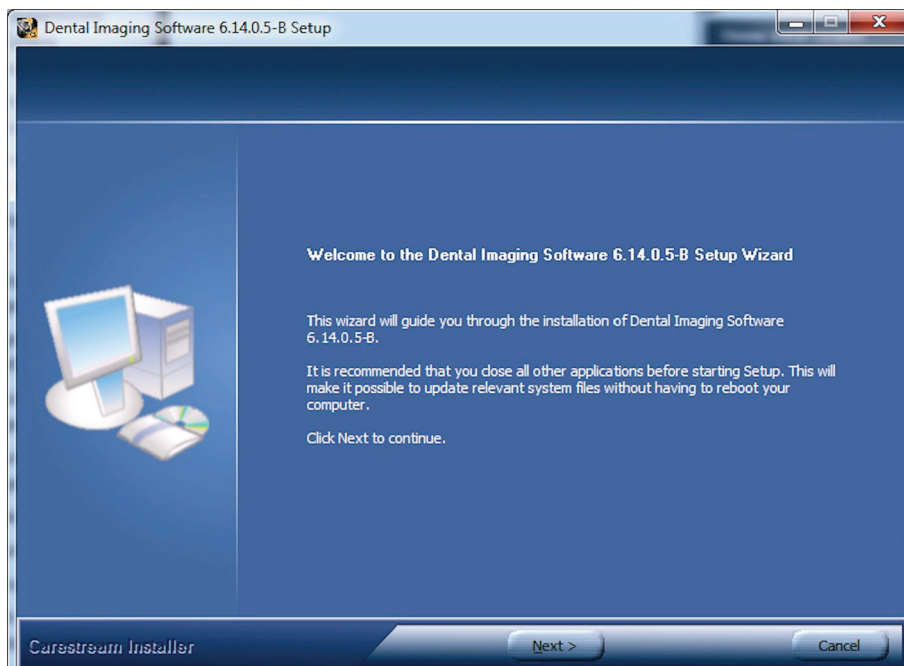 Dental Imaging Software 6.14.0.5-B Setup
Welcome to the Dental Imaging Software 6.14.0.5-B Setup Wizard
This wizard will guide you through the installation of Dental Imaging Software
6.14.0.5-B.
It is recommended that you close all other applications before starting Setup. This will
make it possible to update relevant system files without having to reboot your
computer.
Click Next to continue.
Carestream Installer
Next >
Cancel